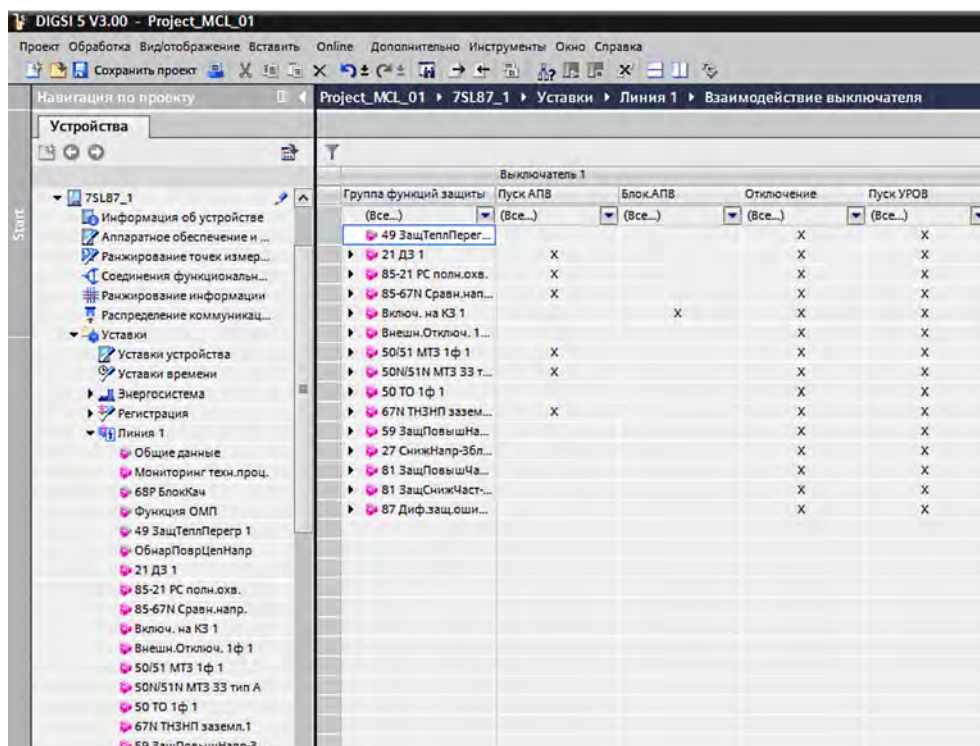 DIGSI 5 V3.00 - Project_MCL_01
Проект Обработка Вид/отображение Вставить Online Дополнительно Инструменты Окно Справка
Сохранить проект
Навигация по проекту
Project_MCL_01 ▸ 7SL87_1 ▸ Уставки ▸ Линия 1 ▸ Взаимодействие выключателя
Устройства
Start
7SL87_1
Информация об устройстве
Аппаратное обеспечение и ...
Ранжирование точек измер...
Соединения функциональн...
Ранжирование информации
Распределение коммуникац...
Уставки
Уставки устройства
Уставки времени
Энергосистема
Регистрация
Линия 1
Общие данные
Мониторинг техн.проц.
68P БлокКач
Функция ОМП
49 ЗащТеплПерегр 1
ОбнарПоврЦепНапр
21 ДЗ 1
85-21 РС полн.охв.
85-67N Сравн.напр.
Включ. на КЗ 1
Внешн.Отключ. 1ф 1
50/51 МТЗ 1ф 1
50N/51N МТЗ 33 тип А
50 ТО 1ф 1
67N ТНЗНП заземл.1
59 ЗащПовышНапр-3
Выключатель 1
Группа функций защиты Пуск АПВ Блок.АПВ Отключение Пуск УРОВ
(Все...) (Все...) (Все...) (Все...) (Все...)
49 ЗащТеплПерег... X X
21 ДЗ 1 X X X
85-21 РС полн.охв. X X X
85-67N Сравн.нап... X X X
Включ. на КЗ 1 X X X
Внешн.Отключ. 1... X X
50/51 МТЗ 1ф 1 X X X
50N/51N МТЗ 33 т... X X X
50 ТО 1ф 1 X X
67N ТНЗНП зазем... X X X
59 ЗащПовышНа... X X
27 СнижНапр-3бл... X X
81 ЗащПовышЧа... X X
81 ЗащСнижЧаст-... X X
87 Диф.защ.оши... X X